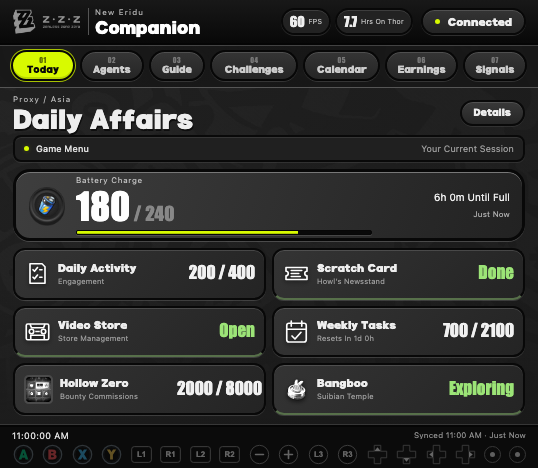 Z·Z·Z
New Eridu
Companion
60 FPS
7.7 Hrs On Thor
Connected
01
Today
02
Agents
03
Guide
04
Challenges
05
Calendar
06
Earnings
07
Signals
Proxy / Asia
Daily Affairs
Details
Game Menu
Your Current Session
Battery Charge
180 / 240
6h 0m Until Full
Just Now
Daily Activity
Engagement
200 / 400
Scratch Card
Howl's Newsstand
Done
Video Store
Store Management
Open
Weekly Tasks
Resets In 1d 0h
700 / 2100
Hollow Zero
Bounty Commissions
2000 / 8000
Bangboo
Suibian Temple
Exploring
11:00:00 AM
Synced 11:00 AM · Just Now
A B X Y L1 R1 L2 R2 − + L3 R3